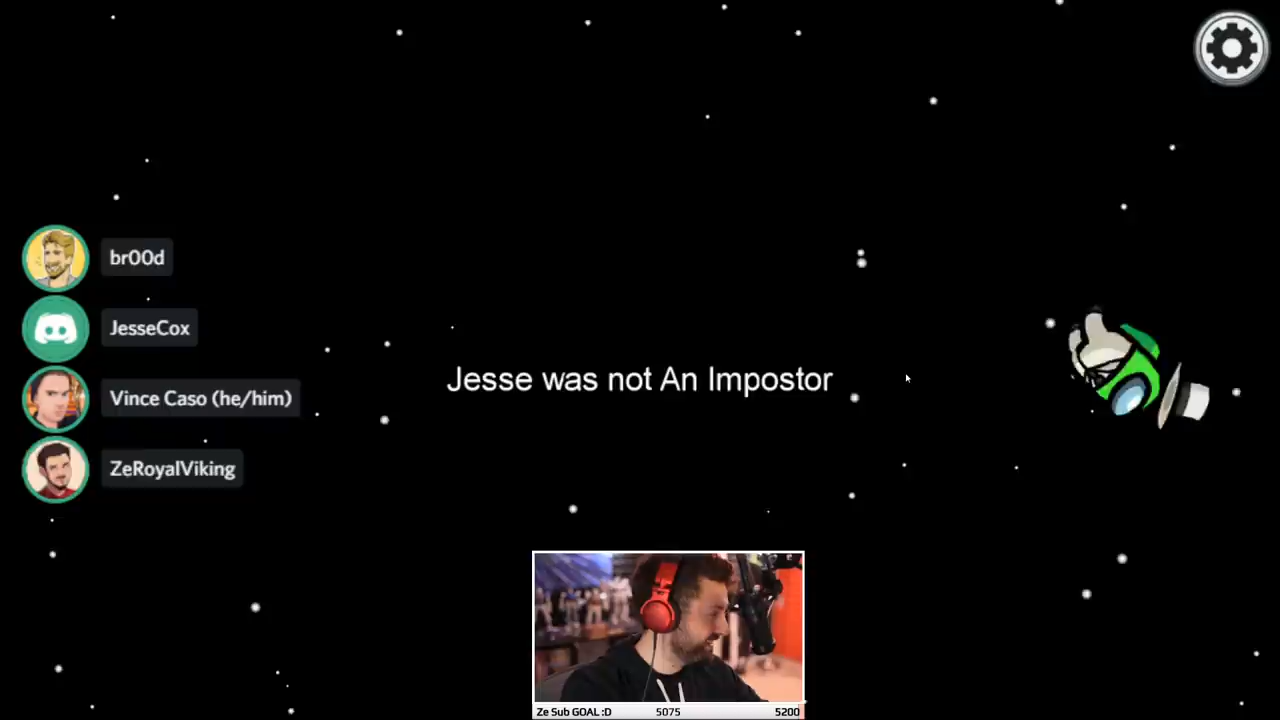 br00d
JesseCox
Jesse was not An Impostor
Vince Caso (he/him)
ZeRoyalViking
Ze Sub GOAL :D 5075 5200